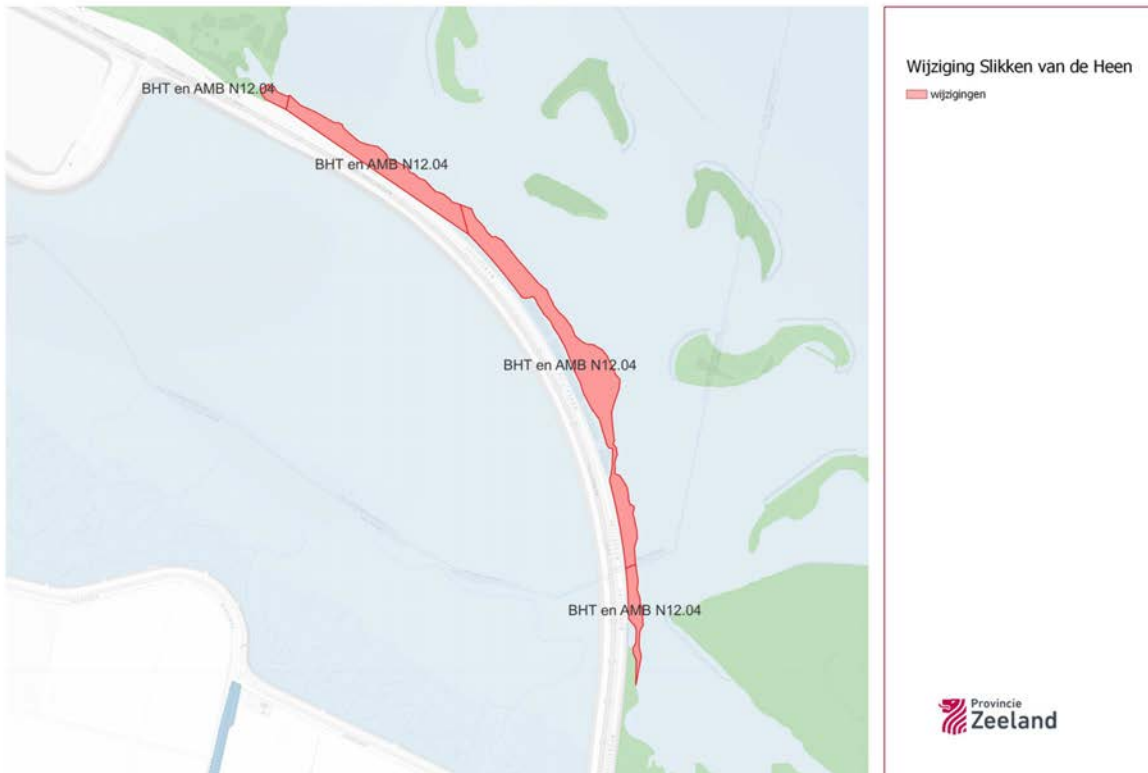 Wijziging Slikken van de Heen
wijzigingen
BHT en AMB N12.04
BHT en AMB N12.04
BHT en AMB N12.04
BHT en AMB N12.04
Provincie
Zeeland